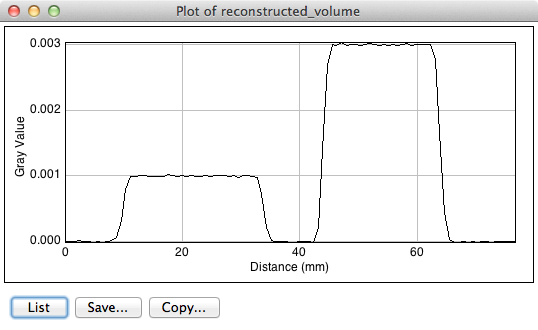 Plot of reconstructed_volume
0.003
0.002
0.001
0.000
Gray Value
0 20 40 60
Distance (mm)
List Save... Copy...